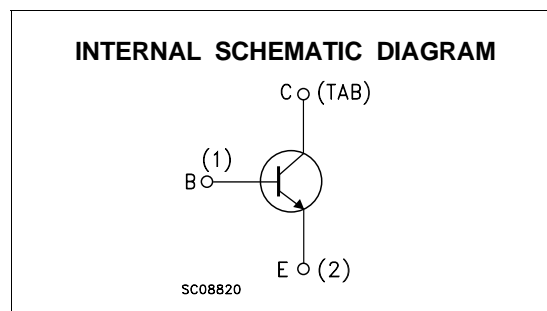 INTERNAL SCHEMATIC DIAGRAM
C (TAB)
(1)
B
E (2)
SC08820